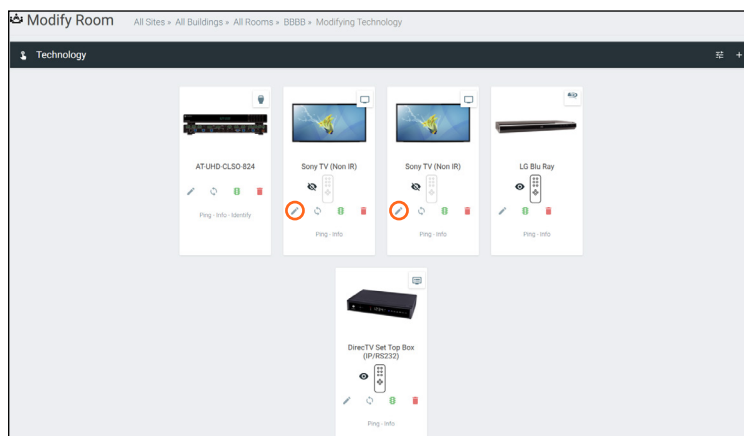 Modify Room
All Sites » All Buildings » All Rooms » BBBB » Modifying Technology
Technology
AT-UHD-CLSO-824
Ping - Info - Identify
Sony TV (Non IR)
Ping - Info
Sony TV (Non IR)
Ping - Info
LG Blu Ray
Ping - Info
DirecTV Set Top Box
(IP/RS232)
Ping - Info